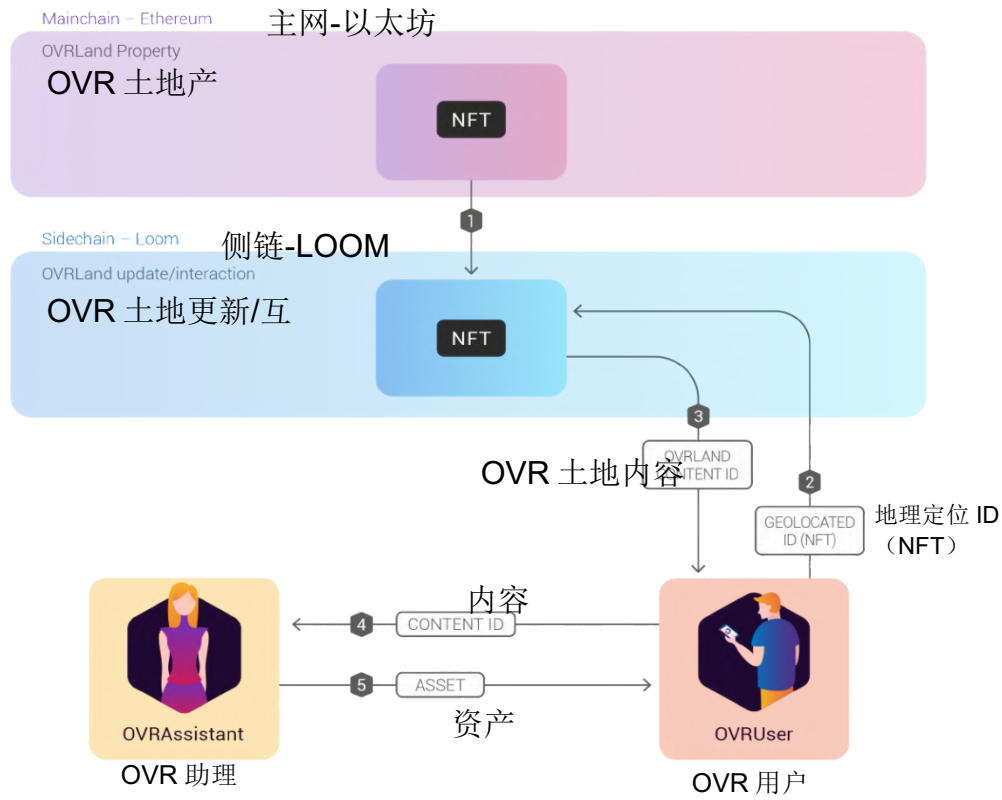 Mainchain – Ethereum
主网-以太坊
OVRLand Property
OVR 土地产
NFT
1
Sidechain – Loom
侧链-LOOM
OVRLand update/interaction
OVR 土地更新/互
NFT
3
OVRLAND
CONTENT ID
OVR 土地内容
2
GEOLOCATED
ID (NFT)
地理定位 ID
（NFT）
内容
4
CONTENT ID
5
ASSET
资产
OVRAssistant
OVR 助理
OVRUser
OVR 用户